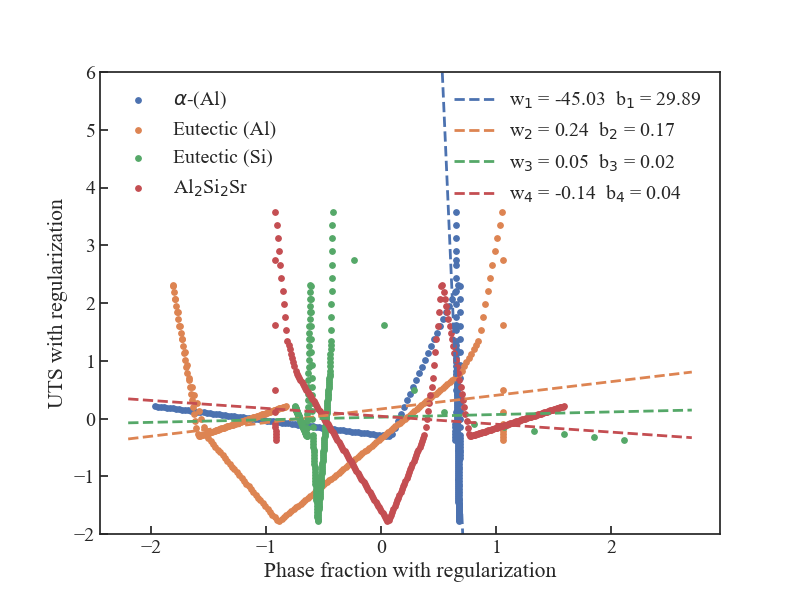 α-(Al)
Eutectic (Al)
Eutectic (Si)
Al₂Si₂Sr
w₁ = -45.03 b₁ = 29.89
w₂ = 0.24 b₂ = 0.17
w₃ = 0.05 b₃ = 0.02
w₄ = -0.14 b₄ = 0.04
UTS with regularization
6
5
4
3
2
1
0
−1
−2
−2 −1 0 1 2
Phase fraction with regularization